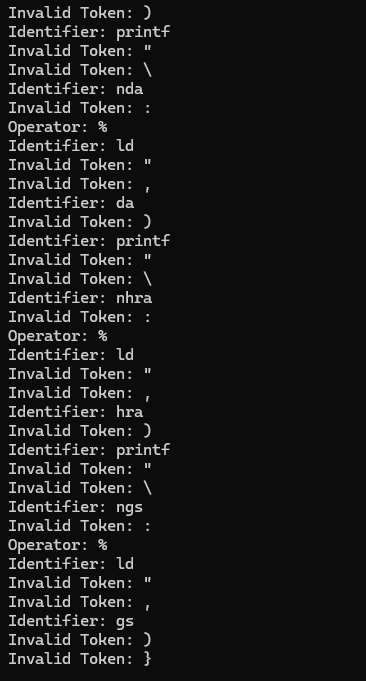 Invalid Token: )
Identifier: printf
Invalid Token: "
Invalid Token: \
Identifier: nda
Invalid Token: :
Operator: %
Identifier: ld
Invalid Token: "
Invalid Token: ,
Identifier: da
Invalid Token: )
Identifier: printf
Invalid Token: "
Invalid Token: \
Identifier: nhra
Invalid Token: :
Operator: %
Identifier: ld
Invalid Token: "
Invalid Token: ,
Identifier: hra
Invalid Token: )
Identifier: printf
Invalid Token: "
Invalid Token: \
Identifier: ngs
Invalid Token: :
Operator: %
Identifier: ld
Invalid Token: "
Invalid Token: ,
Identifier: gs
Invalid Token: )
Invalid Token: }